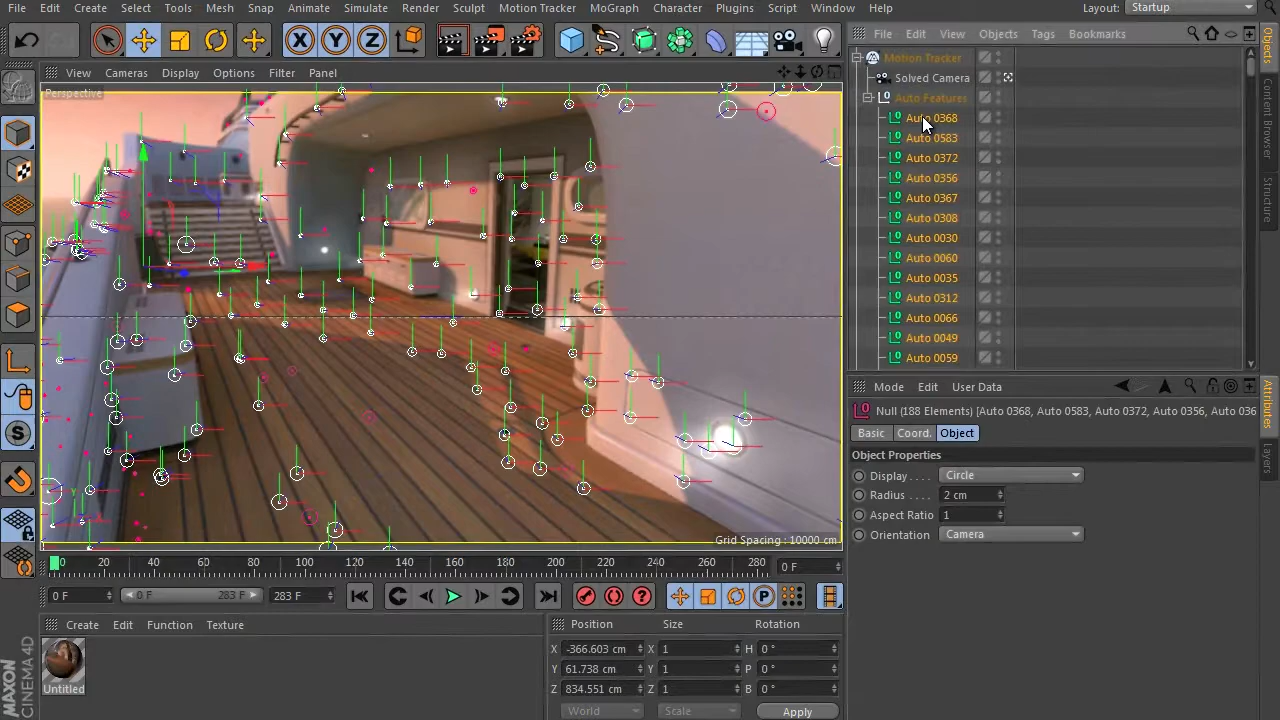 File Edit Create Select Tools Mesh Snap Animate Simulate Render Sculpt Motion Tracker MoGraph Character Plugins Script Window Help Layout: Startup
File Edit View Objects Tags Bookmarks
View Cameras Display Options Filter Panel
Perspective
X Y Z
Motion Tracker
Solved Camera
Auto Features
Auto 0368
Auto 0583
Auto 0372
Auto 0356
Auto 0367
Auto 0308
Auto 0030
Auto 0060
Auto 0035
Auto 0312
Auto 0066
Auto 0049
Auto 0059
Objects
Content Browser
Structure
Mode Edit User Data
Null (188 Elements) [Auto 0368, Auto 0583, Auto 0372, Auto 0356, Auto 036
Basic Coord. Object
Object Properties
Display . . . . Circle
Radius . . . . 2 cm
Aspect Ratio 1
Orientation . Camera
Attributes
Layers
Grid Spacing : 10000 cm
0 20 40 60 80 100 120 140 160 180 200 220 240 260 280 0 F
0 F 0 F 283 F 283 F
Create Edit Function Texture
Untitled
Position Size Rotation
X -366.603 cm X 1 H 0 °
Y 61.738 cm Y 1 P 0 °
Z 834.551 cm Z 1 B 0 °
World Scale Apply
MAXON
CINEMA 4D